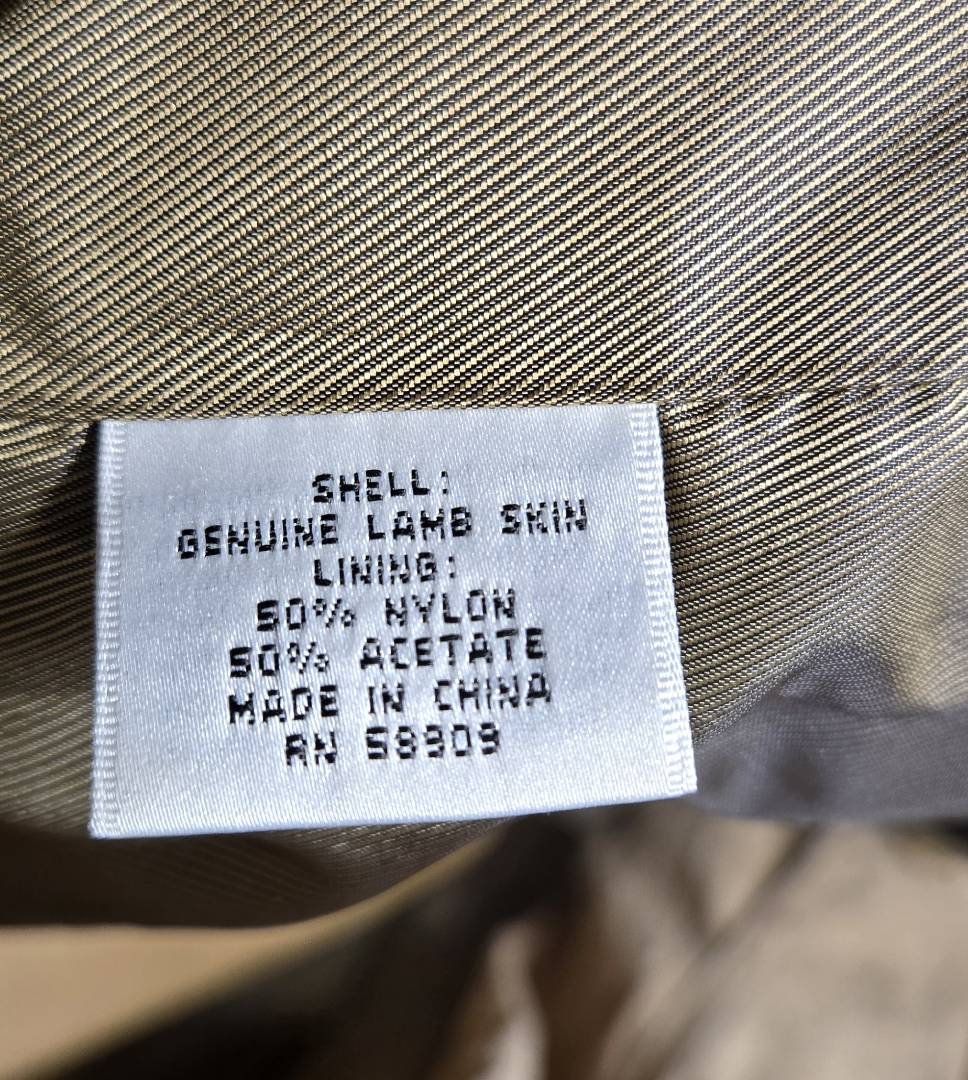 SHELL:
GENUINE LAMB SKIN
LINING:
50% NYLON
50% ACETATE
MADE IN CHINA
RN 59909